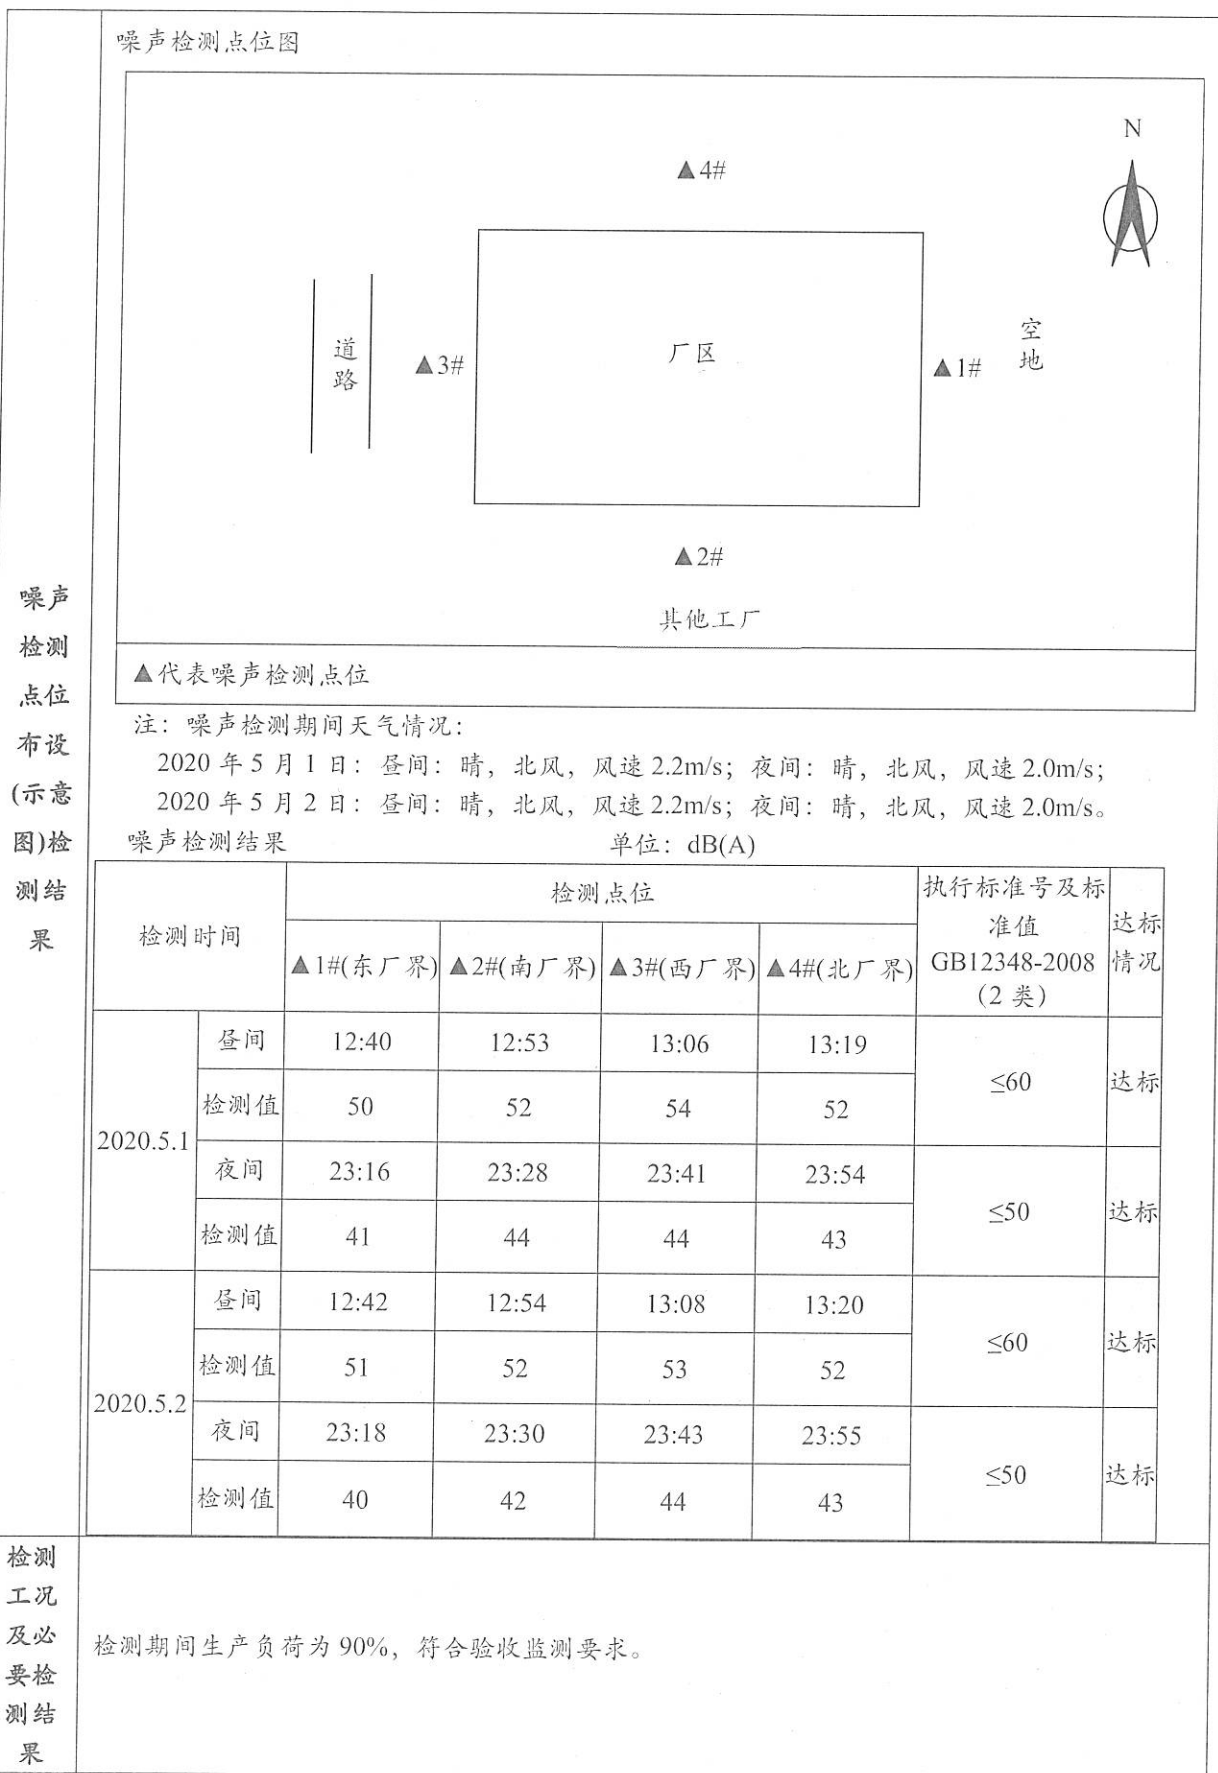 噪声检测点位图
N
▲4#
道路
▲3#
厂区
▲1#
空地
▲2#
其他工厂
▲代表噪声检测点位
注：噪声检测期间天气情况：
2020 年 5 月 1 日：昼间：晴，北风，风速 2.2m/s；夜间：晴，北风，风速 2.0m/s；
2020 年 5 月 2 日：昼间：晴，北风，风速 2.2m/s；夜间：晴，北风，风速 2.0m/s。
噪声检测结果 单位：dB(A)
噪声
检测
点位
布设
(示意
图)检
测结
果
检测时间 检测点位 执行标准号及标
准值
GB12348-2008
（2 类） 达标
情况
▲1#(东厂界) ▲2#(南厂界) ▲3#(西厂界) ▲4#(北厂界)
2020.5.1 昼间 12:40 12:53 13:06 13:19 ≤60 达标
检测值 50 52 54 52
夜间 23:16 23:28 23:41 23:54 ≤50 达标
检测值 41 44 44 43
2020.5.2 昼间 12:42 12:54 13:08 13:20 ≤60 达标
检测值 51 52 53 52
夜间 23:18 23:30 23:43 23:55 ≤50 达标
检测值 40 42 44 43
检测
工况
及必
要检
测结
果
检测期间生产负荷为 90%，符合验收监测要求。